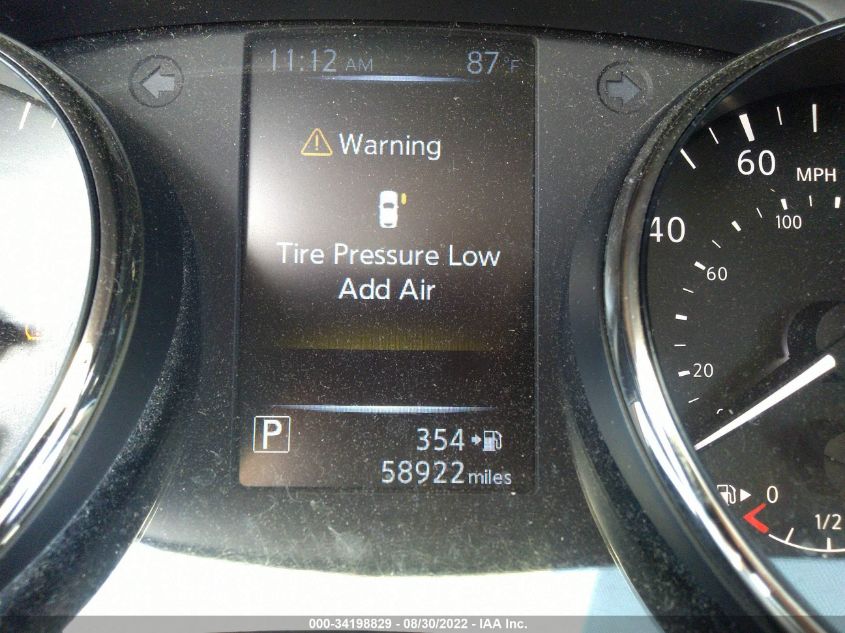 11:12 AM 87 °F
Warning
Tire Pressure Low
Add Air
P
354
58922 miles
40 60 MPH
20 60 100
0 1/2
000-34198829 - 08/30/2022 - IAA Inc.